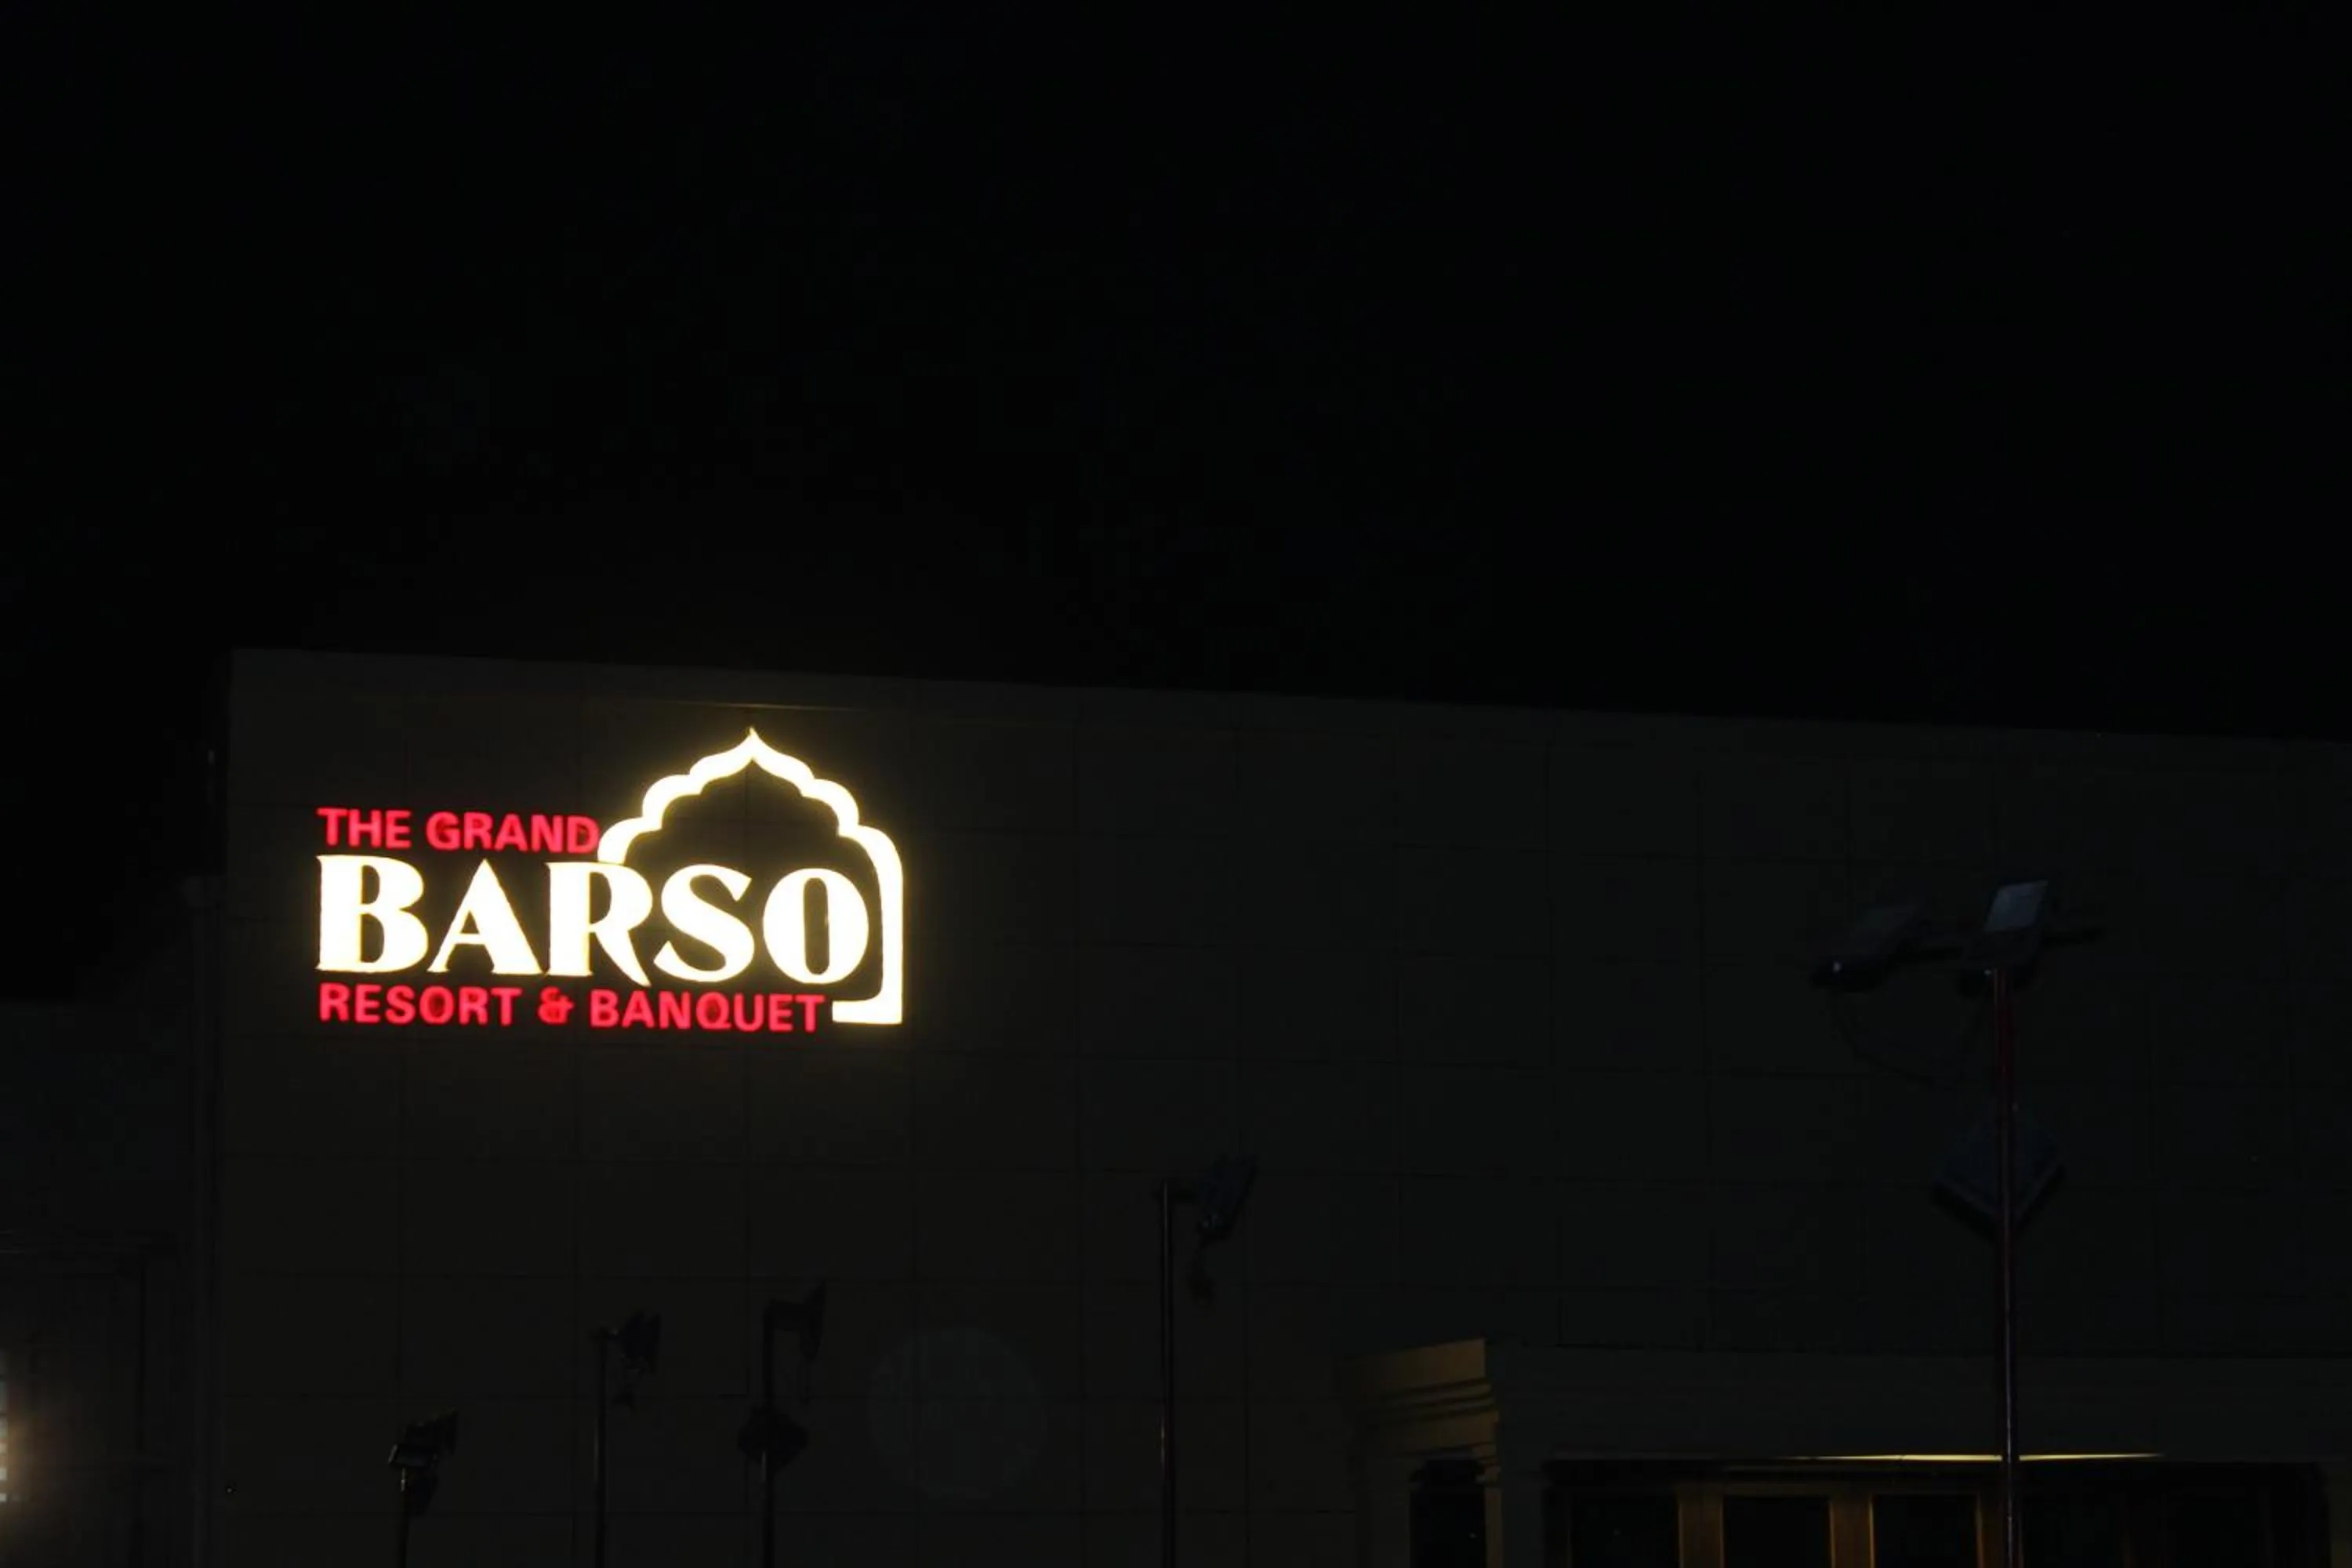 THE GRAND
BARSO
RESORT & BANQUET